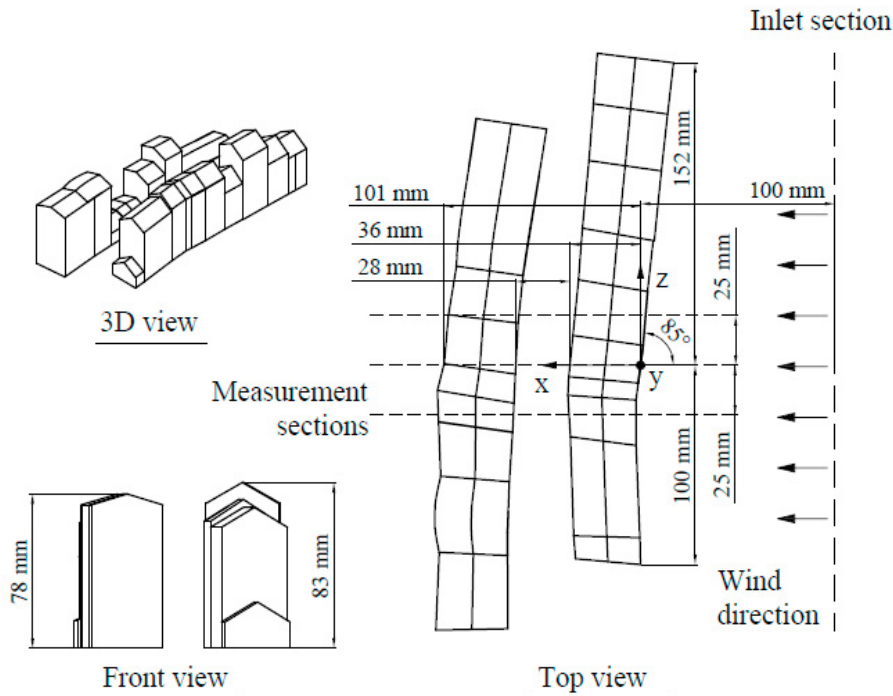 Inlet section
152 mm
100 mm
101 mm
36 mm
28 mm
z
25 mm
85°
3D view
x
y
Measurement
sections
100 mm
25 mm
78 mm
83 mm
Wind
direction
Front view
Top view